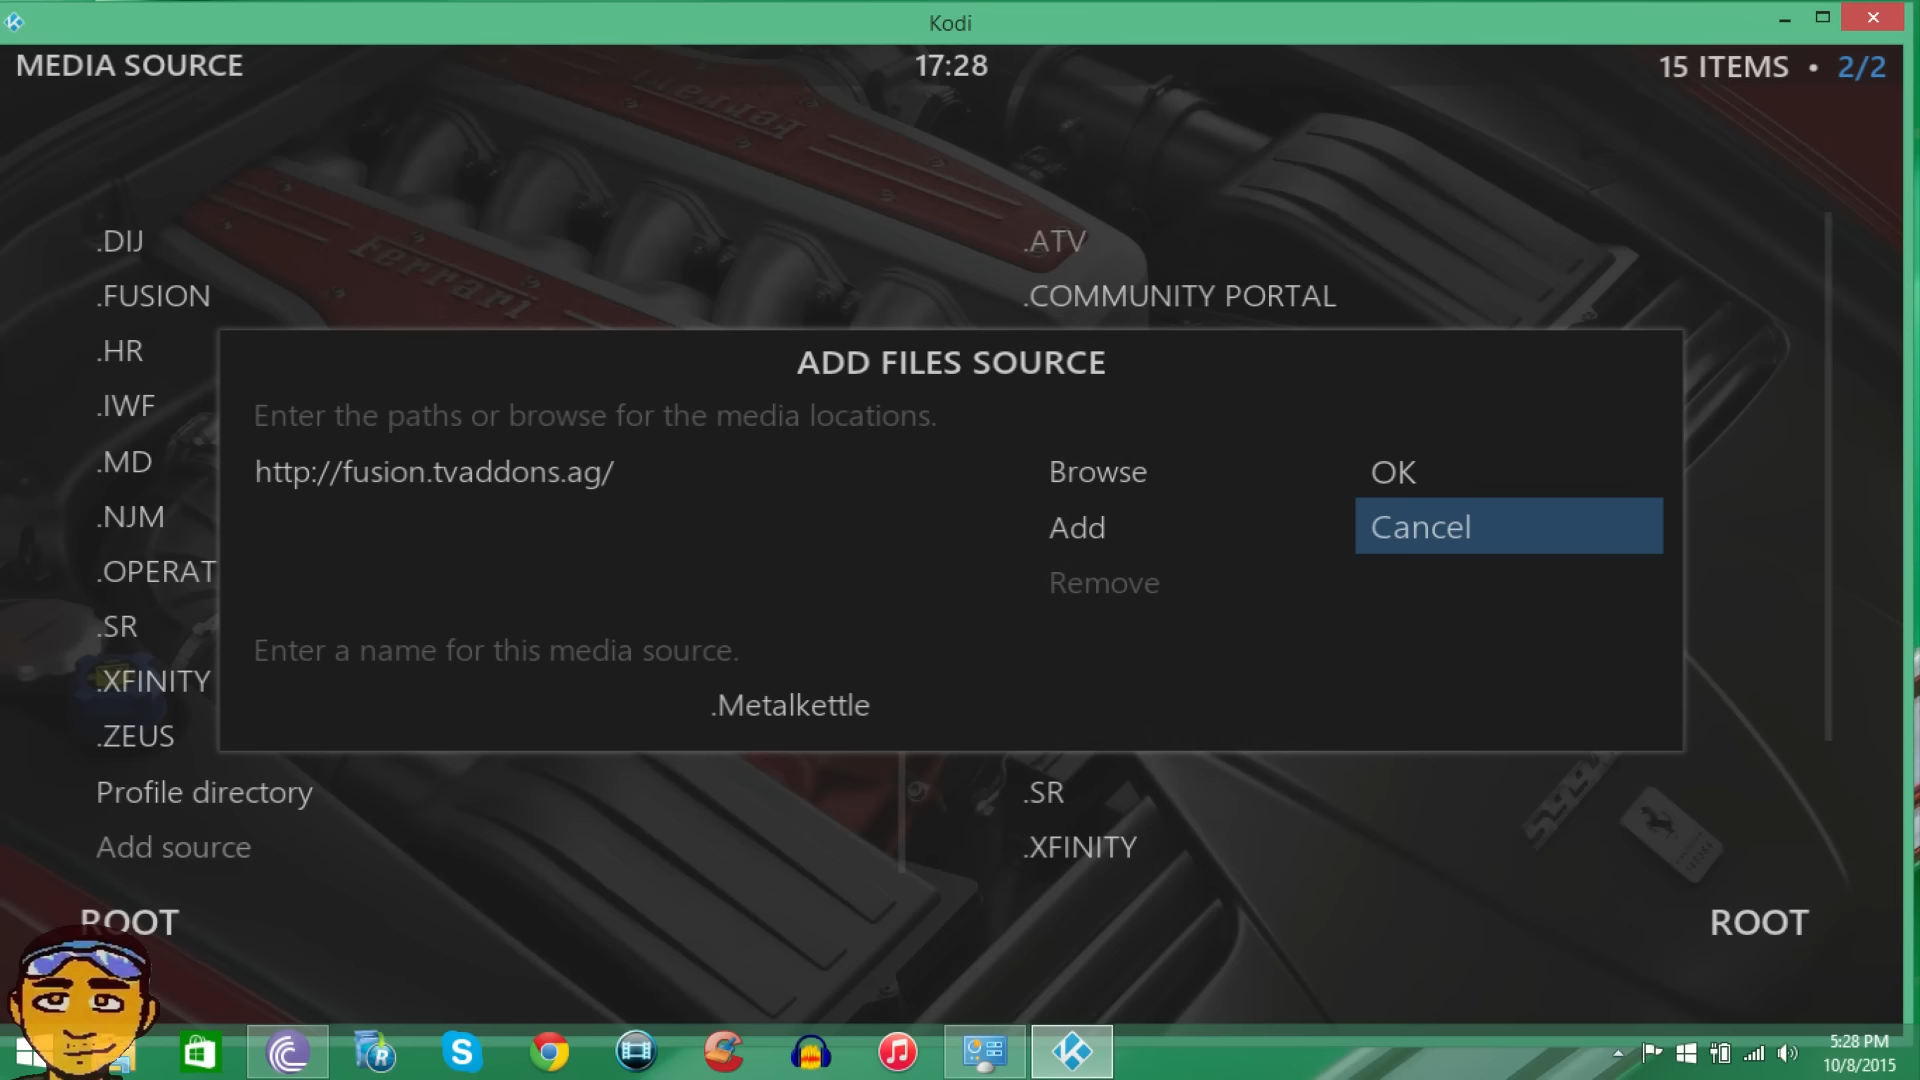 Kodi
MEDIA SOURCE
17:28
15 ITEMS • 2/2
Ferrari
.DIJ
.ATV
.FUSION
Ferrari
.COMMUNITY PORTAL
.HR
.IWF
.MD
.NJM
.OPERAT
.SR
.XFINITY
.ZEUS
Profile directory
Add source
ADD FILES SOURCE
Enter the paths or browse for the media locations.
http://fusion.tvaddons.ag/
Browse
OK
Add
Cancel
Remove
Enter a name for this media source.
.Metalkettle
.SR
.XFINITY
ROOT
ROOT
5:28 PM
10/8/2015